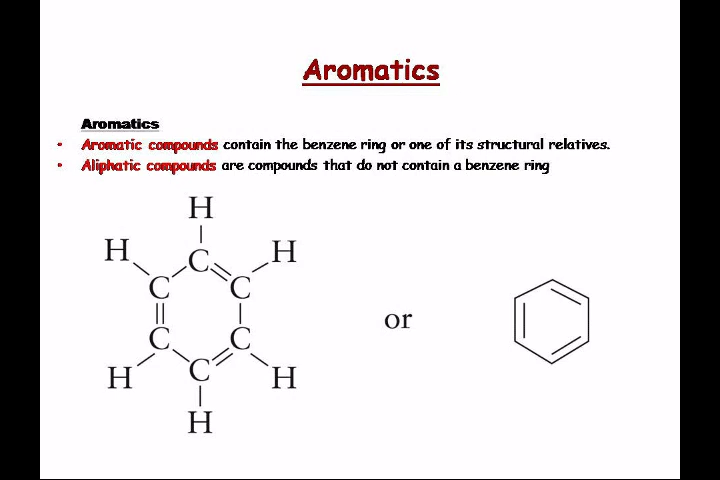 Aromatics
Aromatics
• Aromatic compounds contain the benzene ring or one of its structural relatives.
• Aliphatic compounds are compounds that do not contain a benzene ring
H
H H
C
C C
or
C C
C
H H
H